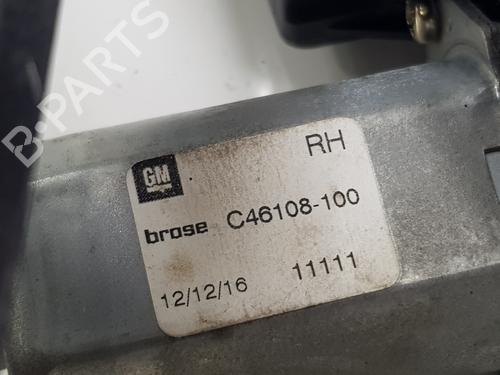 B-PARTS
GM
RH
brose C46108-100
12/12/16 11111